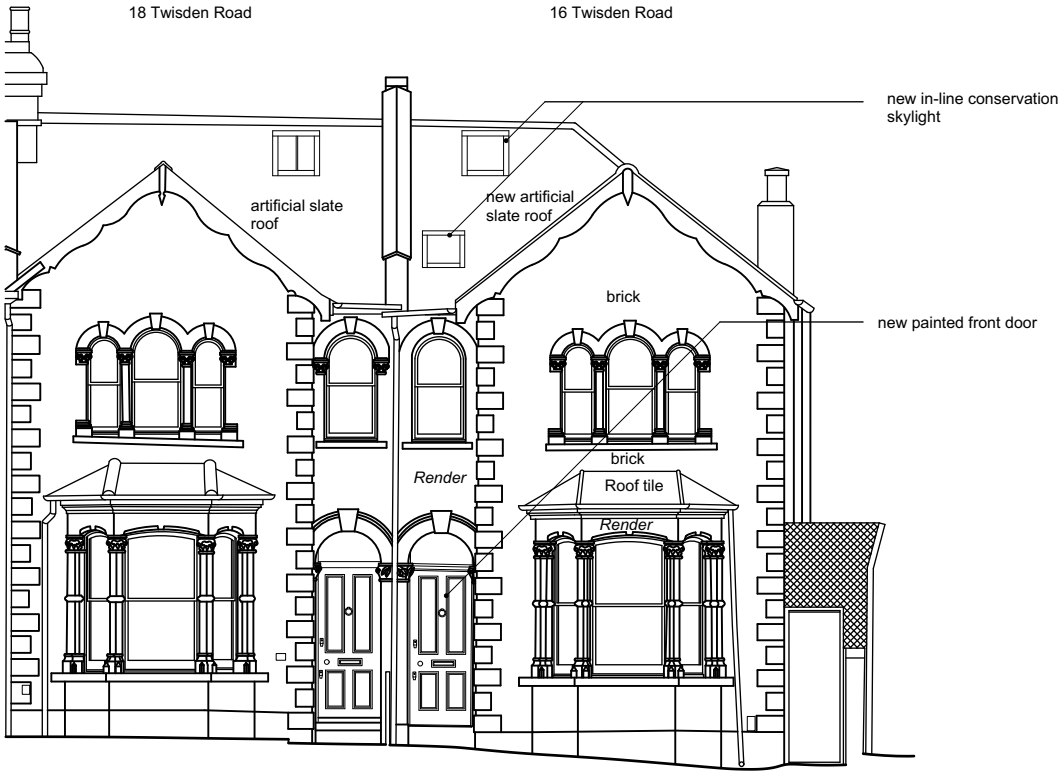 18 Twisden Road
16 Twisden Road
new in-line conservation
skylight
artificial slate
roof
new artificial
slate roof
brick
new painted front door
brick
Render
Roof tile
Render